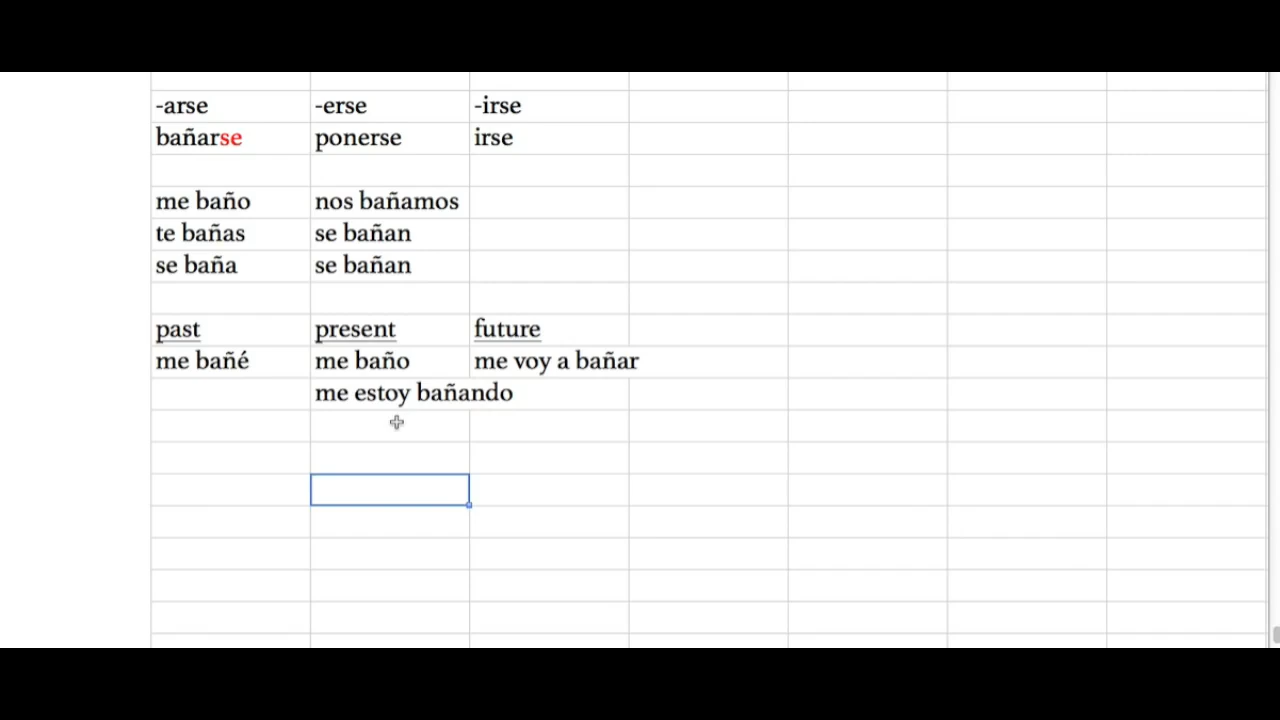 -arse -erse -irse
bañarse ponerse irse
me baño nos bañamos
te bañas se bañan
se baña se bañan
past present future
me bañé me baño me voy a bañar
me estoy bañando